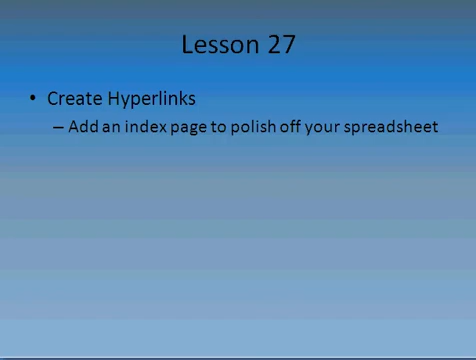 Lesson 27
• Create Hyperlinks
– Add an index page to polish off your spreadsheet